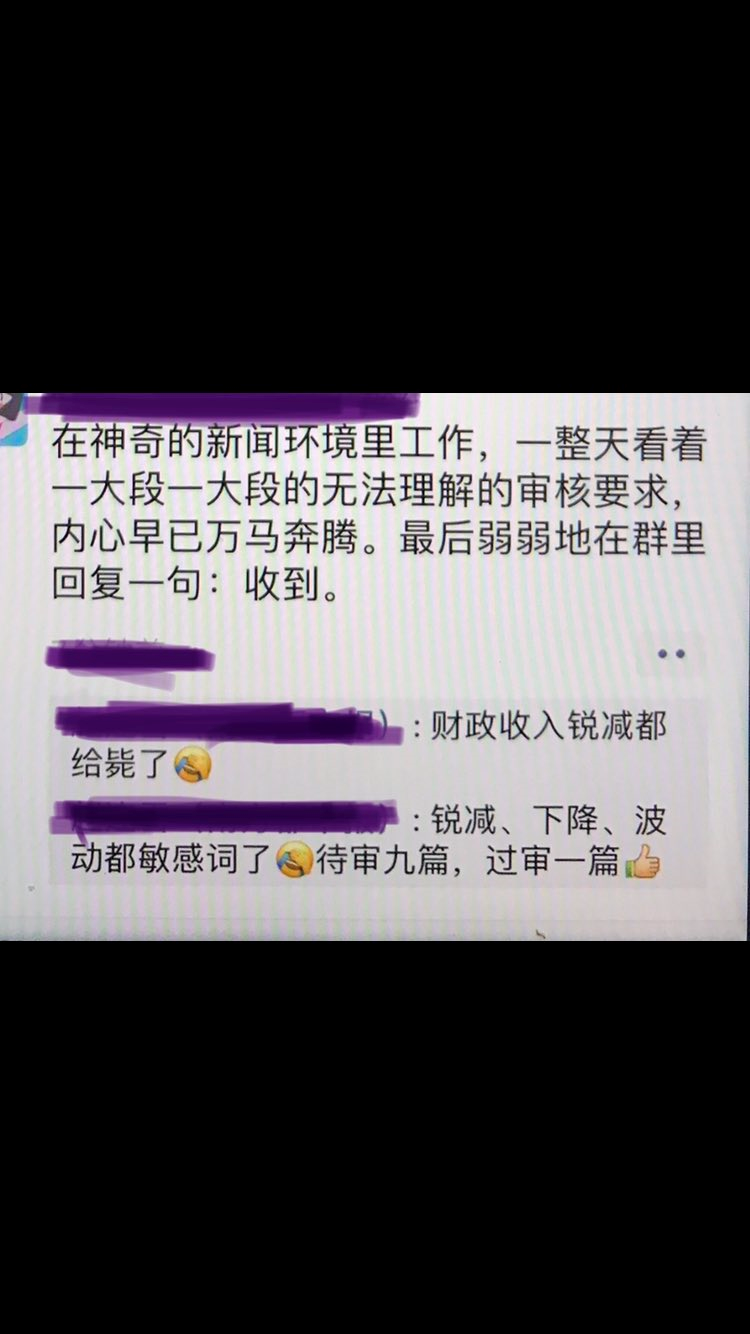 在神奇的新闻环境里工作，一整天看着
一大段一大段的无法理解的审核要求，
内心早已万马奔腾。最后弱弱地在群里
回复一句：收到。
：财政收入锐减都
给毙了🤣
：锐减、下降、波
动都敏感词了🤣待审九篇，过审一篇👍